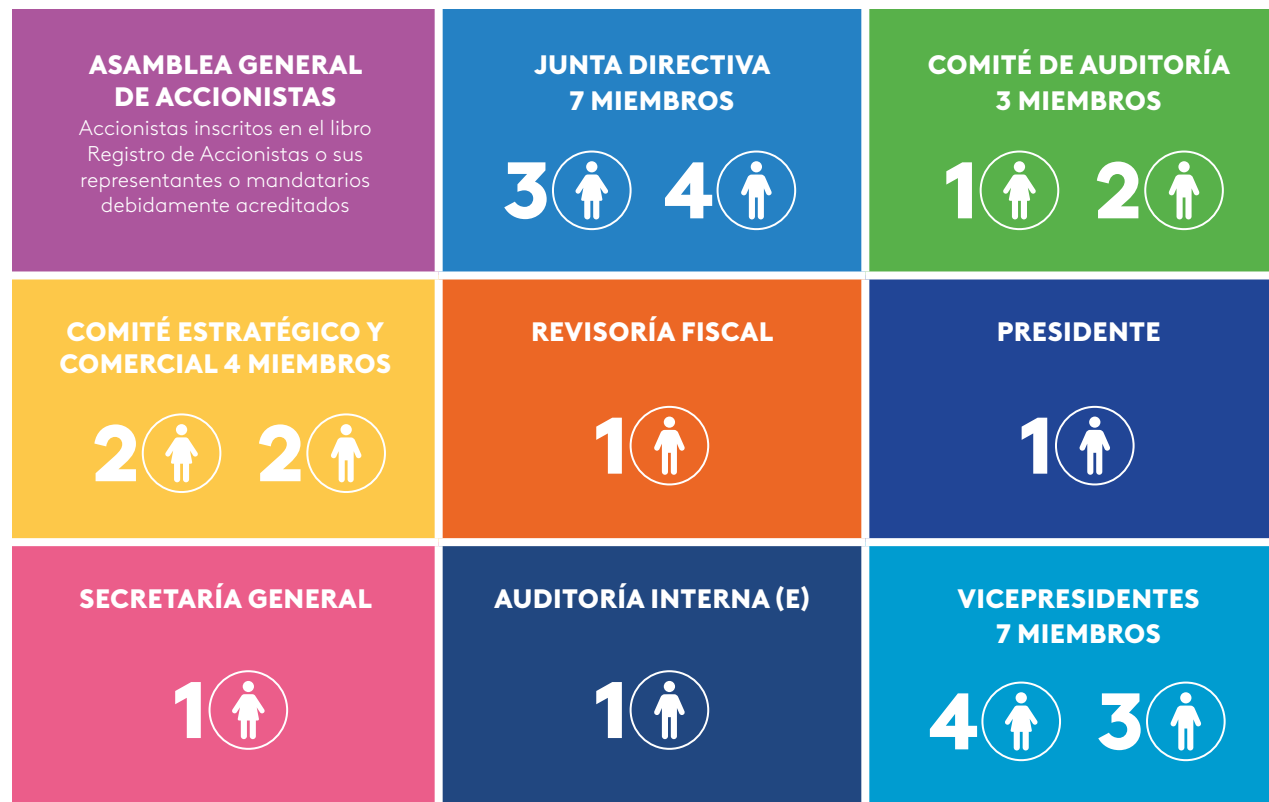 ASAMBLEA GENERAL
DE ACCIONISTAS
Accionistas inscritos en el libro
Registro de Accionistas o sus
representantes o mandatarios
debidamente acreditados
JUNTA DIRECTIVA
7 MIEMBROS
3 4
COMITÉ DE AUDITORÍA
3 MIEMBROS
1 2
COMITÉ ESTRATÉGICO Y
COMERCIAL 4 MIEMBROS
2 2
REVISORÍA FISCAL
1
PRESIDENTE
1
SECRETARÍA GENERAL
1
AUDITORÍA INTERNA (E)
1
VICEPRESIDENTES
7 MIEMBROS
4 3